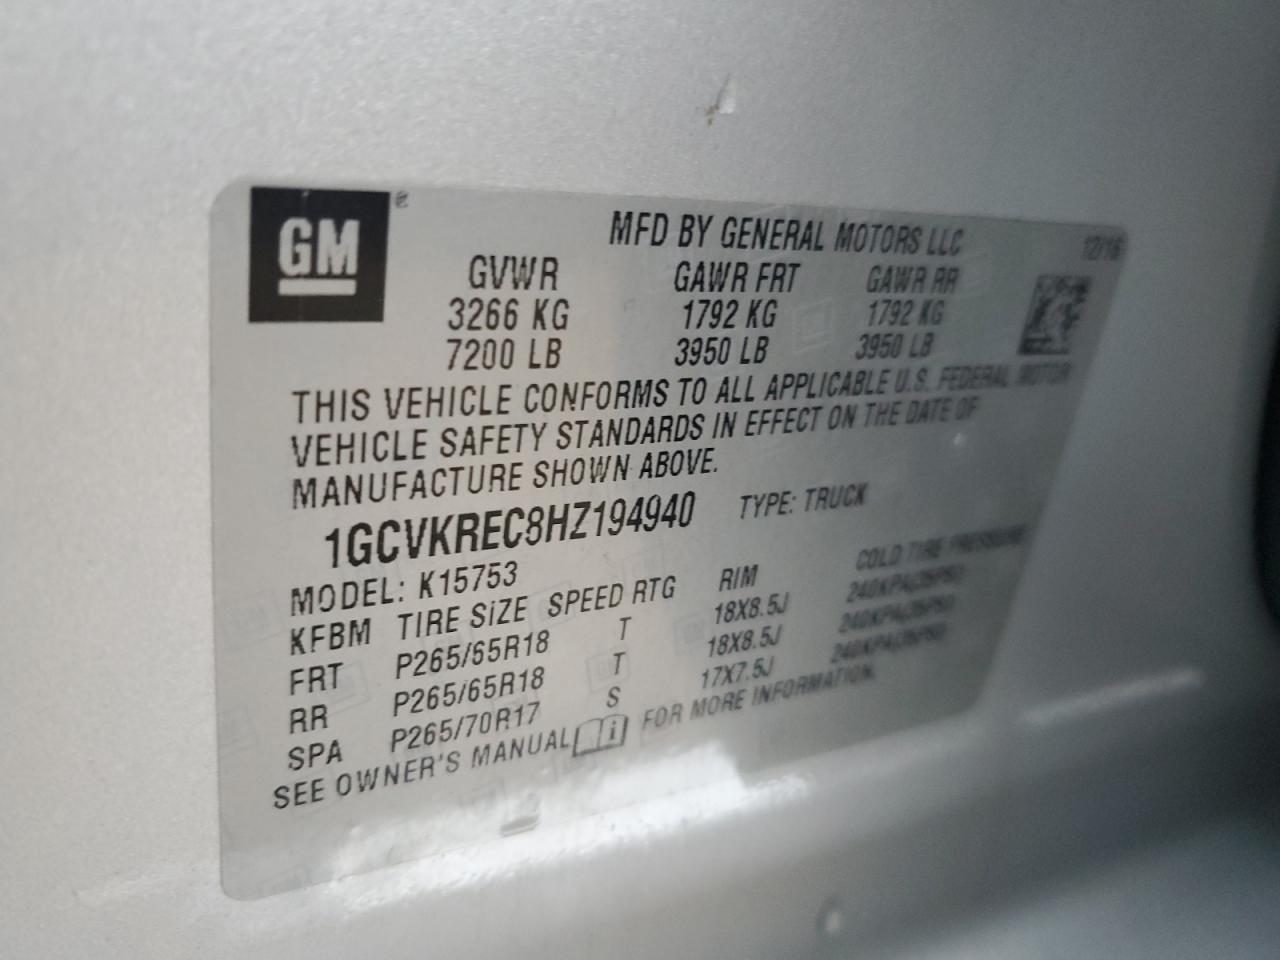 GM ®
MFD BY GENERAL MOTORS LLC 12/16
GVWR GAWR FRT GAWR RR
3266 KG 1792 KG 1792 KG
7200 LB 3950 LB 3950 LB
THIS VEHICLE CONFORMS TO ALL APPLICABLE U.S. FEDERAL MOTOR
VEHICLE SAFETY STANDARDS IN EFFECT ON THE DATE OF
MANUFACTURE SHOWN ABOVE.
1GCVKREC8HZ194940 TYPE: TRUCK
MODEL: K15753
KFBM TIRE SIZE SPEED RTG RIM COLD TIRE PRESSURE
FRT P265/65R18 T 18X8.5J 240KPA(35PSI)
RR P265/65R18 T 18X8.5J 240KPA(35PSI)
SPA P265/70R17 S 17X7.5J 240KPA(35PSI)
SEE OWNER'S MANUAL i FOR MORE INFORMATION.